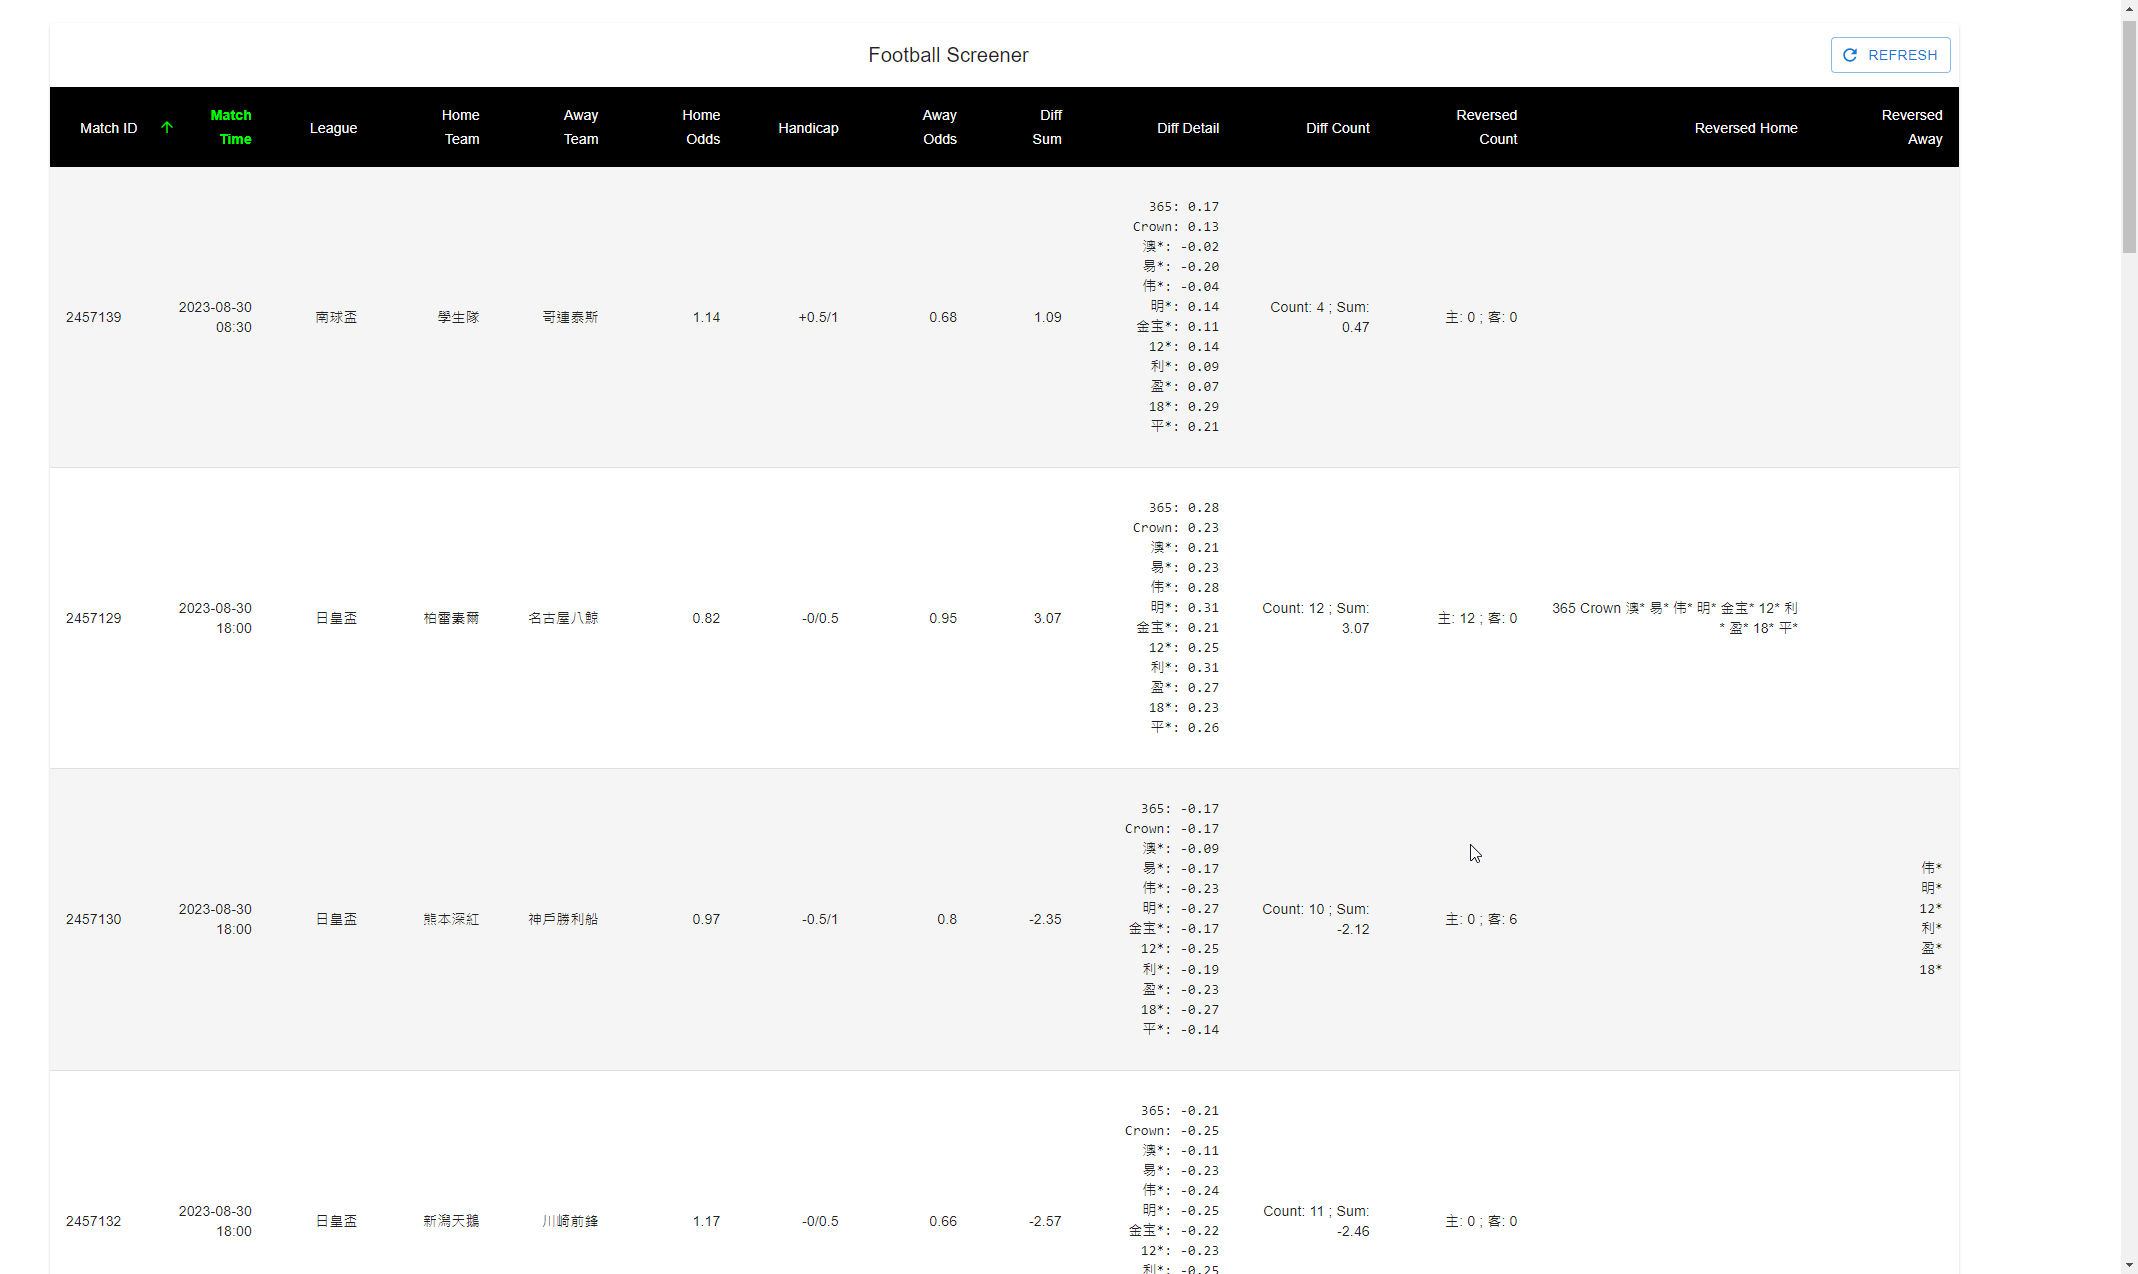 Football Screener
REFRESH
Match ID
Match
Time
League
Home
Team
Away
Team
Home
Odds
Handicap
Away
Odds
Diff
Sum
Diff Detail
Diff Count
Reversed
Count
Reversed Home
Reversed
Away
2457139
2023-08-30
08:30
南球盃
學生隊
哥連泰斯
1.14
+0.5/1
0.68
1.09
365: 0.17
Crown: 0.13
澳*: -0.02
易*: -0.20
伟*: -0.04
明*: 0.14
金宝*: 0.11
12*: 0.14
利*: 0.09
盈*: 0.07
18*: 0.29
平*: 0.21
Count: 4 ; Sum:
0.47
主: 0 ; 客: 0
2457129
2023-08-30
18:00
日皇盃
柏雷素爾
名古屋八鯨
0.82
-0/0.5
0.95
3.07
365: 0.28
Crown: 0.23
澳*: 0.21
易*: 0.23
伟*: 0.28
明*: 0.31
金宝*: 0.21
12*: 0.25
利*: 0.31
盈*: 0.27
18*: 0.23
平*: 0.26
Count: 12 ; Sum:
3.07
主: 12 ; 客: 0
365 Crown 澳* 易* 伟* 明* 金宝* 12* 利
* 盈* 18* 平*
2457130
2023-08-30
18:00
日皇盃
熊本深紅
神戶勝利船
0.97
-0.5/1
0.8
-2.35
365: -0.17
Crown: -0.17
澳*: -0.09
易*: -0.17
伟*: -0.23
明*: -0.27
金宝*: -0.17
12*: -0.25
利*: -0.19
盈*: -0.23
18*: -0.27
平*: -0.14
Count: 10 ; Sum:
-2.12
主: 0 ; 客: 6
伟*
明*
12*
利*
盈*
18*
2457132
2023-08-30
18:00
日皇盃
新潟天鵝
川崎前鋒
1.17
-0/0.5
0.66
-2.57
365: -0.21
Crown: -0.25
澳*: -0.11
易*: -0.23
伟*: -0.24
明*: -0.25
金宝*: -0.22
12*: -0.23
利*: -0.25
Count: 11 ; Sum:
-2.46
主: 0 ; 客: 0